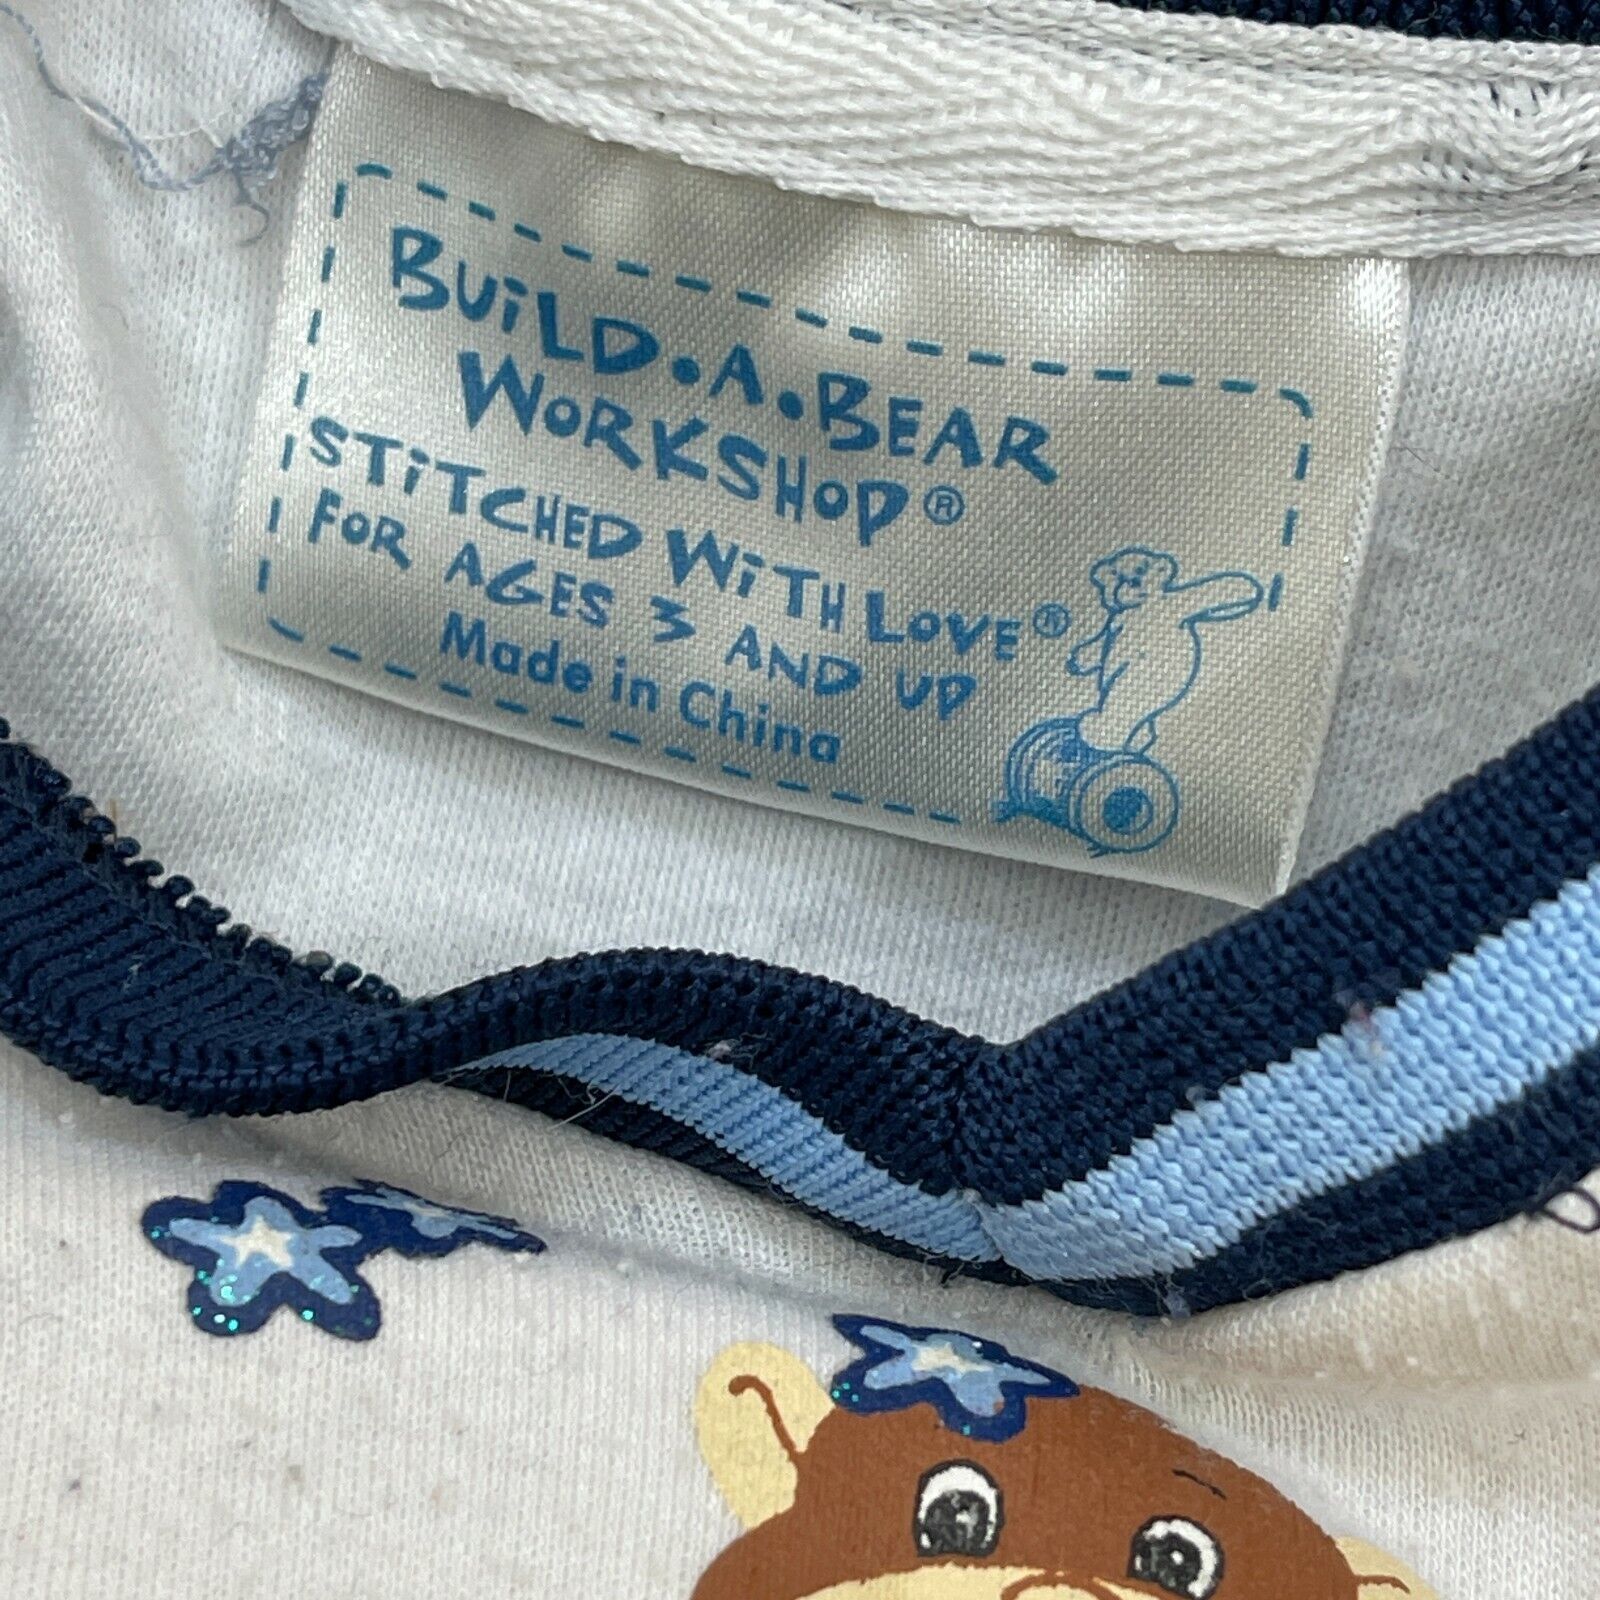 BUiLD•A•BEAR
WORKSHOP®
STiTCHED WiTH LOVE®
FOR AGES 3 AND UP
Made in China